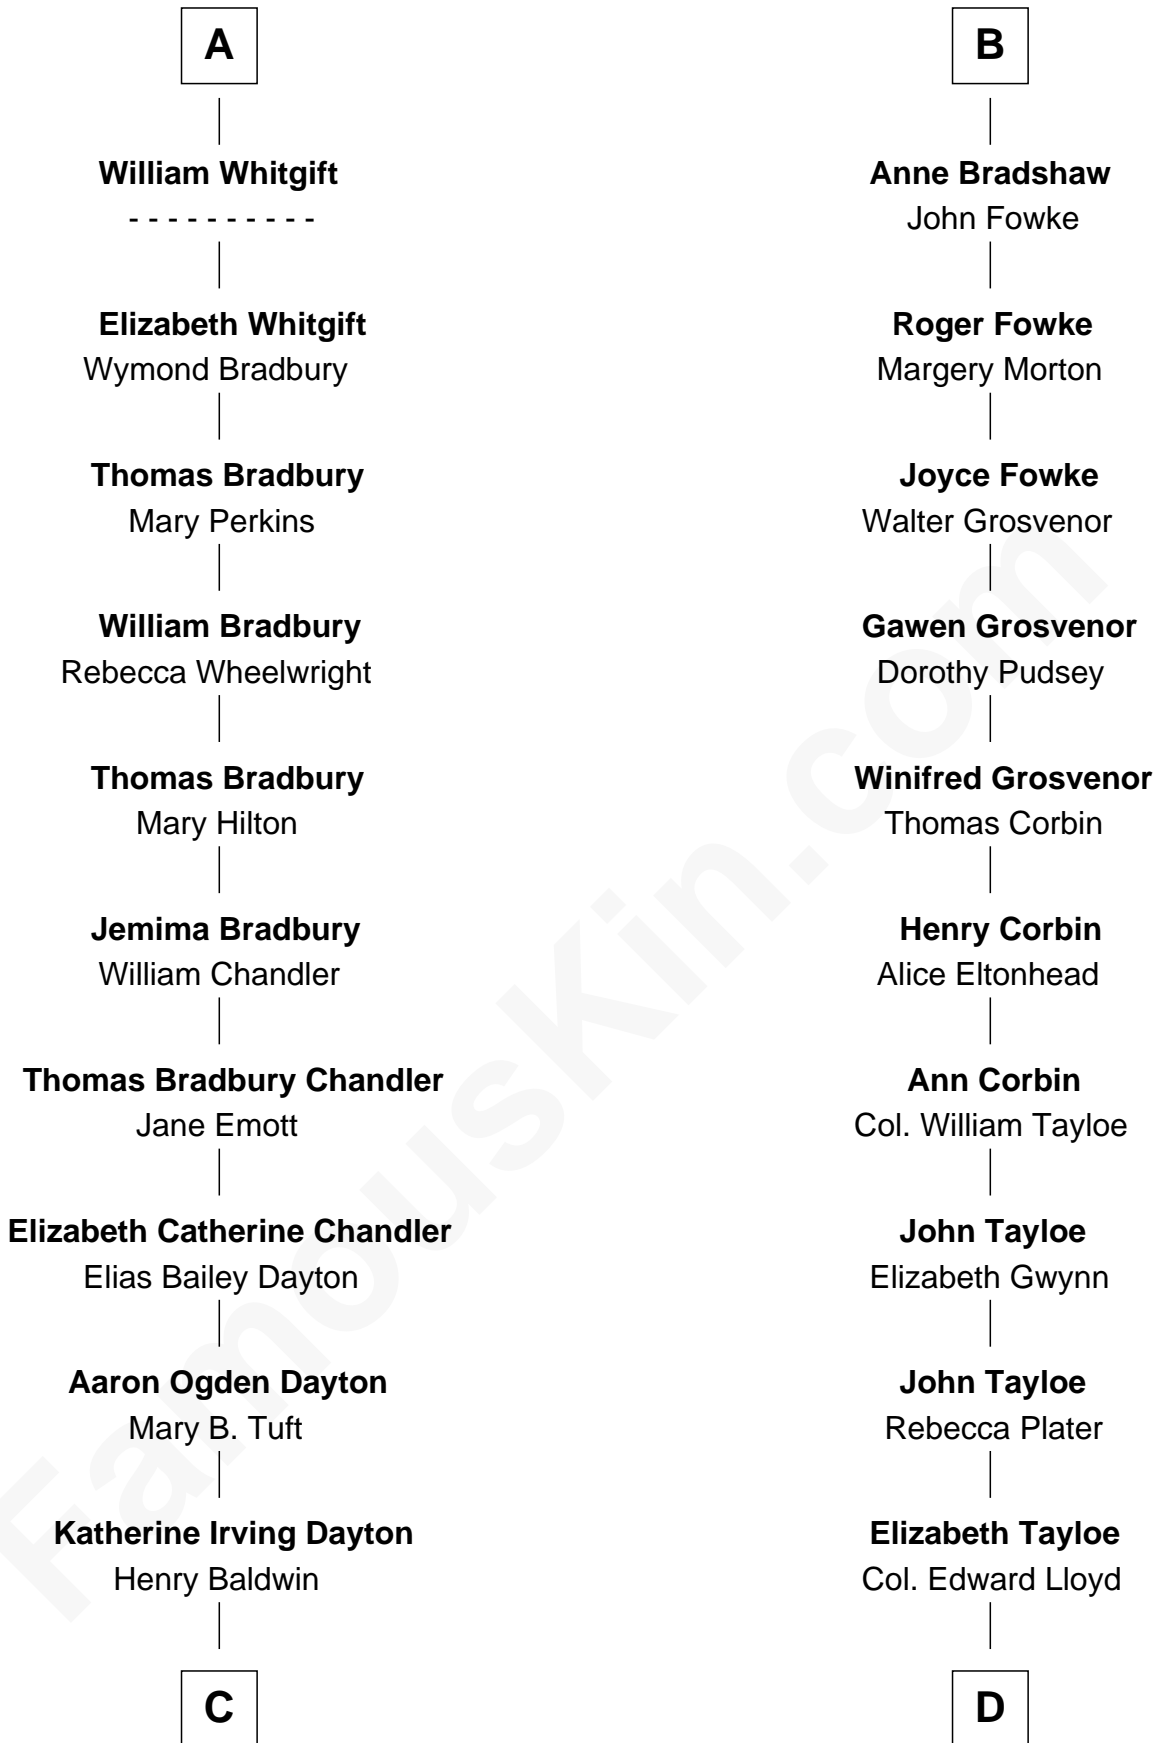 A
William Whitgift
- - - - - - - - - -
Elizabeth Whitgift
Wymond Bradbury
Thomas Bradbury
Mary Perkins
William Bradbury
Rebecca Wheelwright
Thomas Bradbury
Mary Hilton
Jemima Bradbury
William Chandler
Thomas Bradbury Chandler
Jane Emott
Elizabeth Catherine Chandler
Elias Bailey Dayton
Aaron Ogden Dayton
Mary B. Tuft
Katherine Irving Dayton
Henry Baldwin
C
B
Anne Bradshaw
John Fowke
Roger Fowke
Margery Morton
Joyce Fowke
Walter Grosvenor
Gawen Grosvenor
Dorothy Pudsey
Winifred Grosvenor
Thomas Corbin
Henry Corbin
Alice Eltonhead
Ann Corbin
Col. William Tayloe
John Tayloe
Elizabeth Gwynn
John Tayloe
Rebecca Plater
Elizabeth Tayloe
Col. Edward Lloyd
D
FamousKin.com